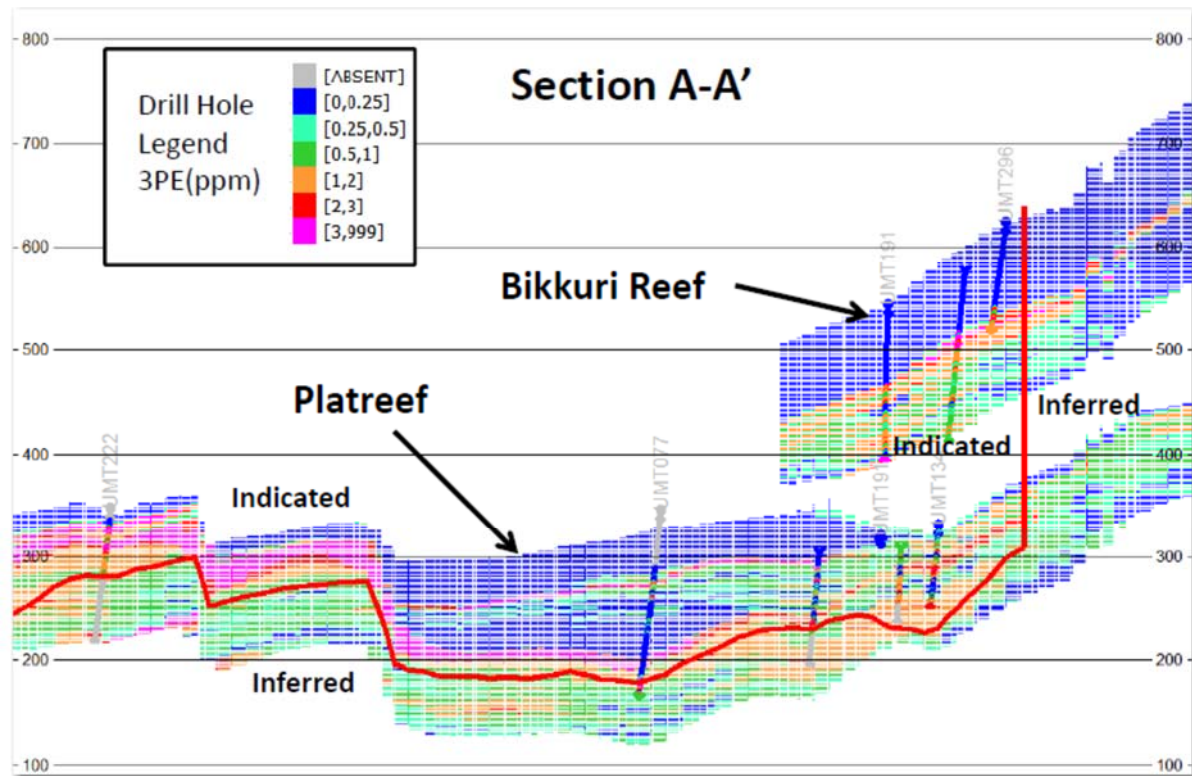 800
800
Section A-A’
Drill Hole
Legend
3PE(ppm)
[ABSENT]
[0,0.25]
[0.25,0.5]
[0.5,1]
[1,2]
[2,3]
[3,999]
700
700
UMT296
600
600
UMT191
Bikkuri Reef
500
500
Platreef
Inferred
Indicated
400
400
UMT222
UMT077
UMT191
UMT134
Indicated
300
300
200
200
Inferred
100
100